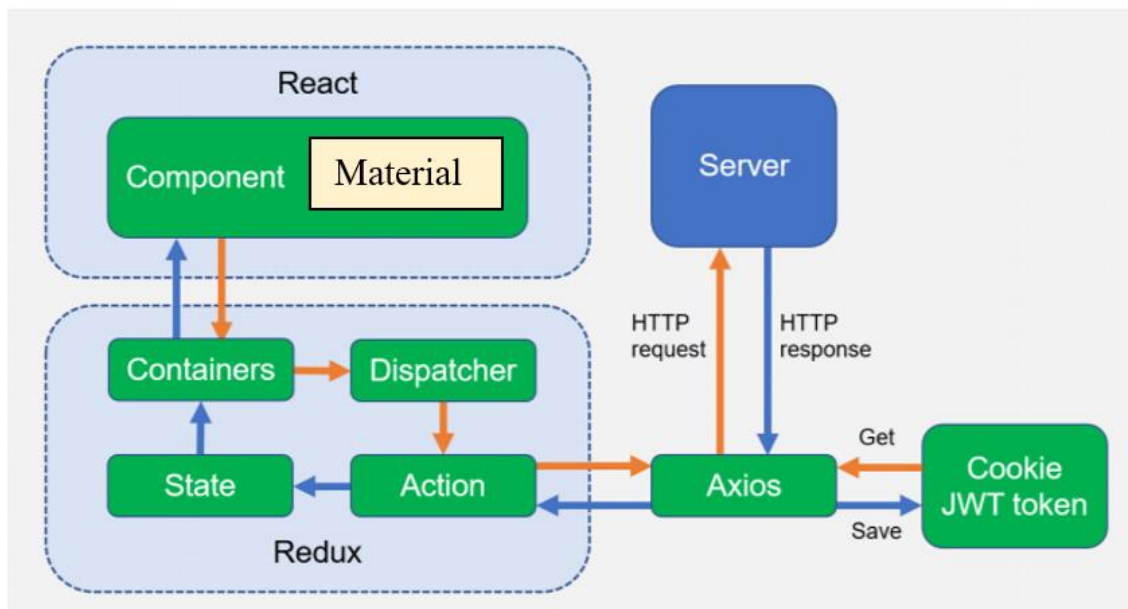 React
Component
Material
Server
HTTP
request
HTTP
response
Containers
Dispatcher
Get
State
Action
Axios
Cookie
JWT token
Save
Redux